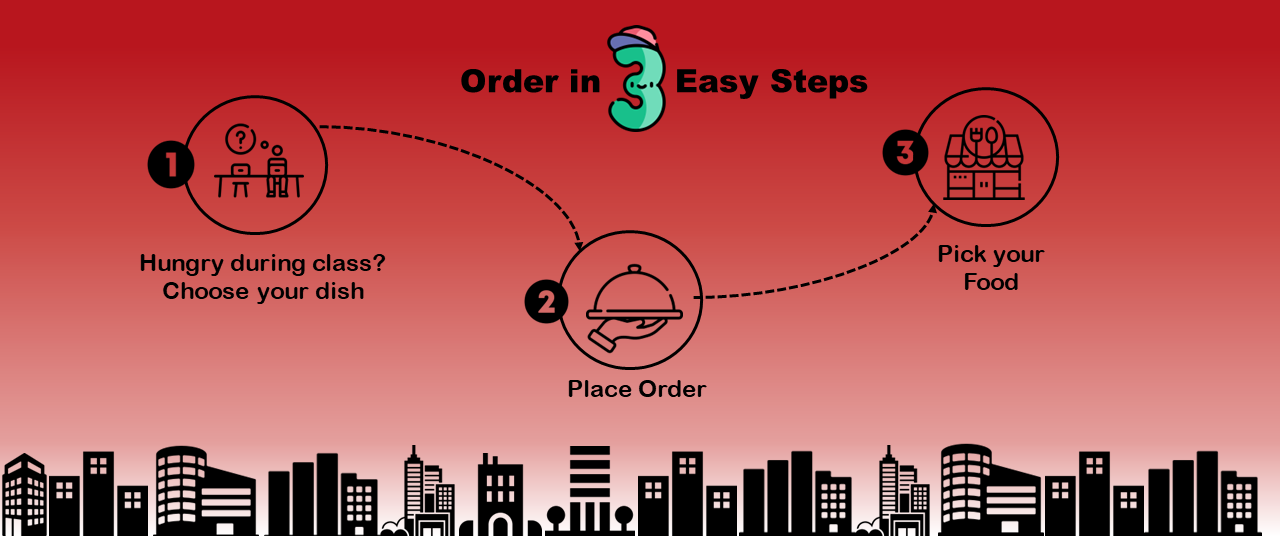 Order in 3 Easy Steps
1
Hungry during class?
Choose your dish
?
2
Place Order
3
Pick your
Food